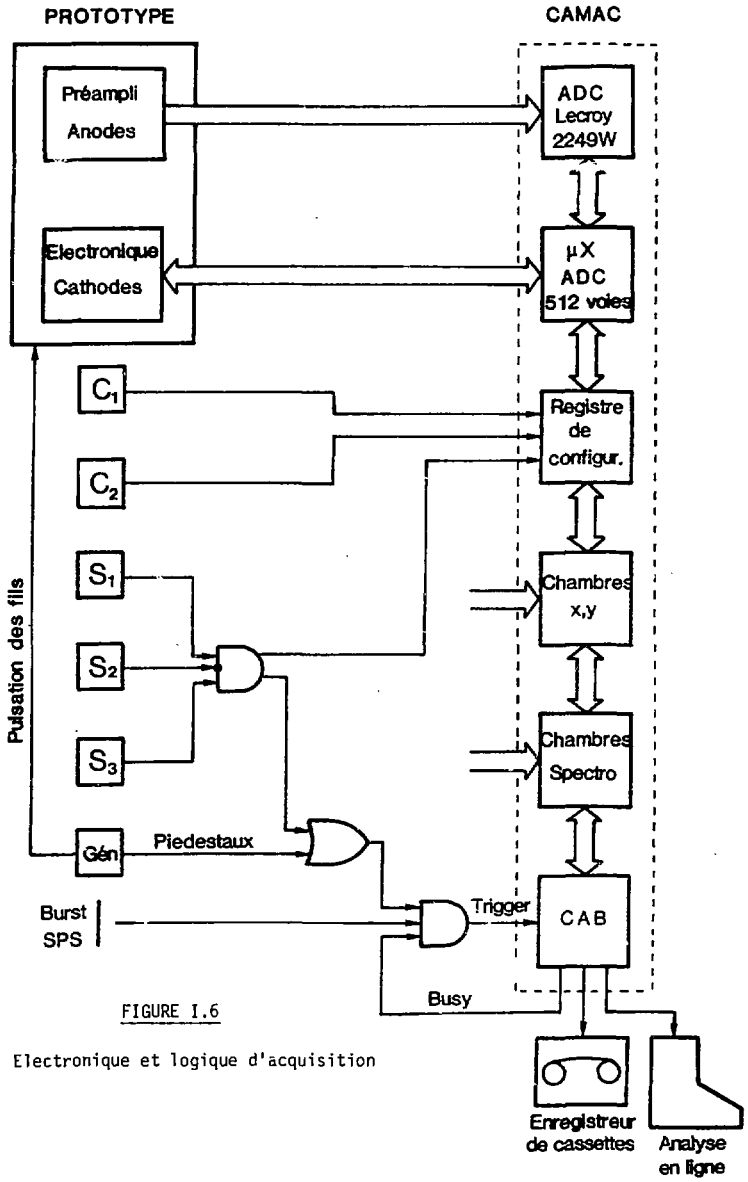 PROTOTYPE
CAMAC
Préampli
Anodes
ADC
Lecroy
2249W
Electronique
Cathodes
µX
ADC
512 voies
C₁
C₂
Registre
de
configur.
S₁
S₂
S₃
Chambres
x,y
Chambres
Spectro
Pulsation des fils
Gén
Piedestaux
Burst
SPS
Trigger
CAB
Busy
FIGURE I.6
Electronique et logique d'acquisition
Enregistreur
de cassettes
Analyse
en ligne